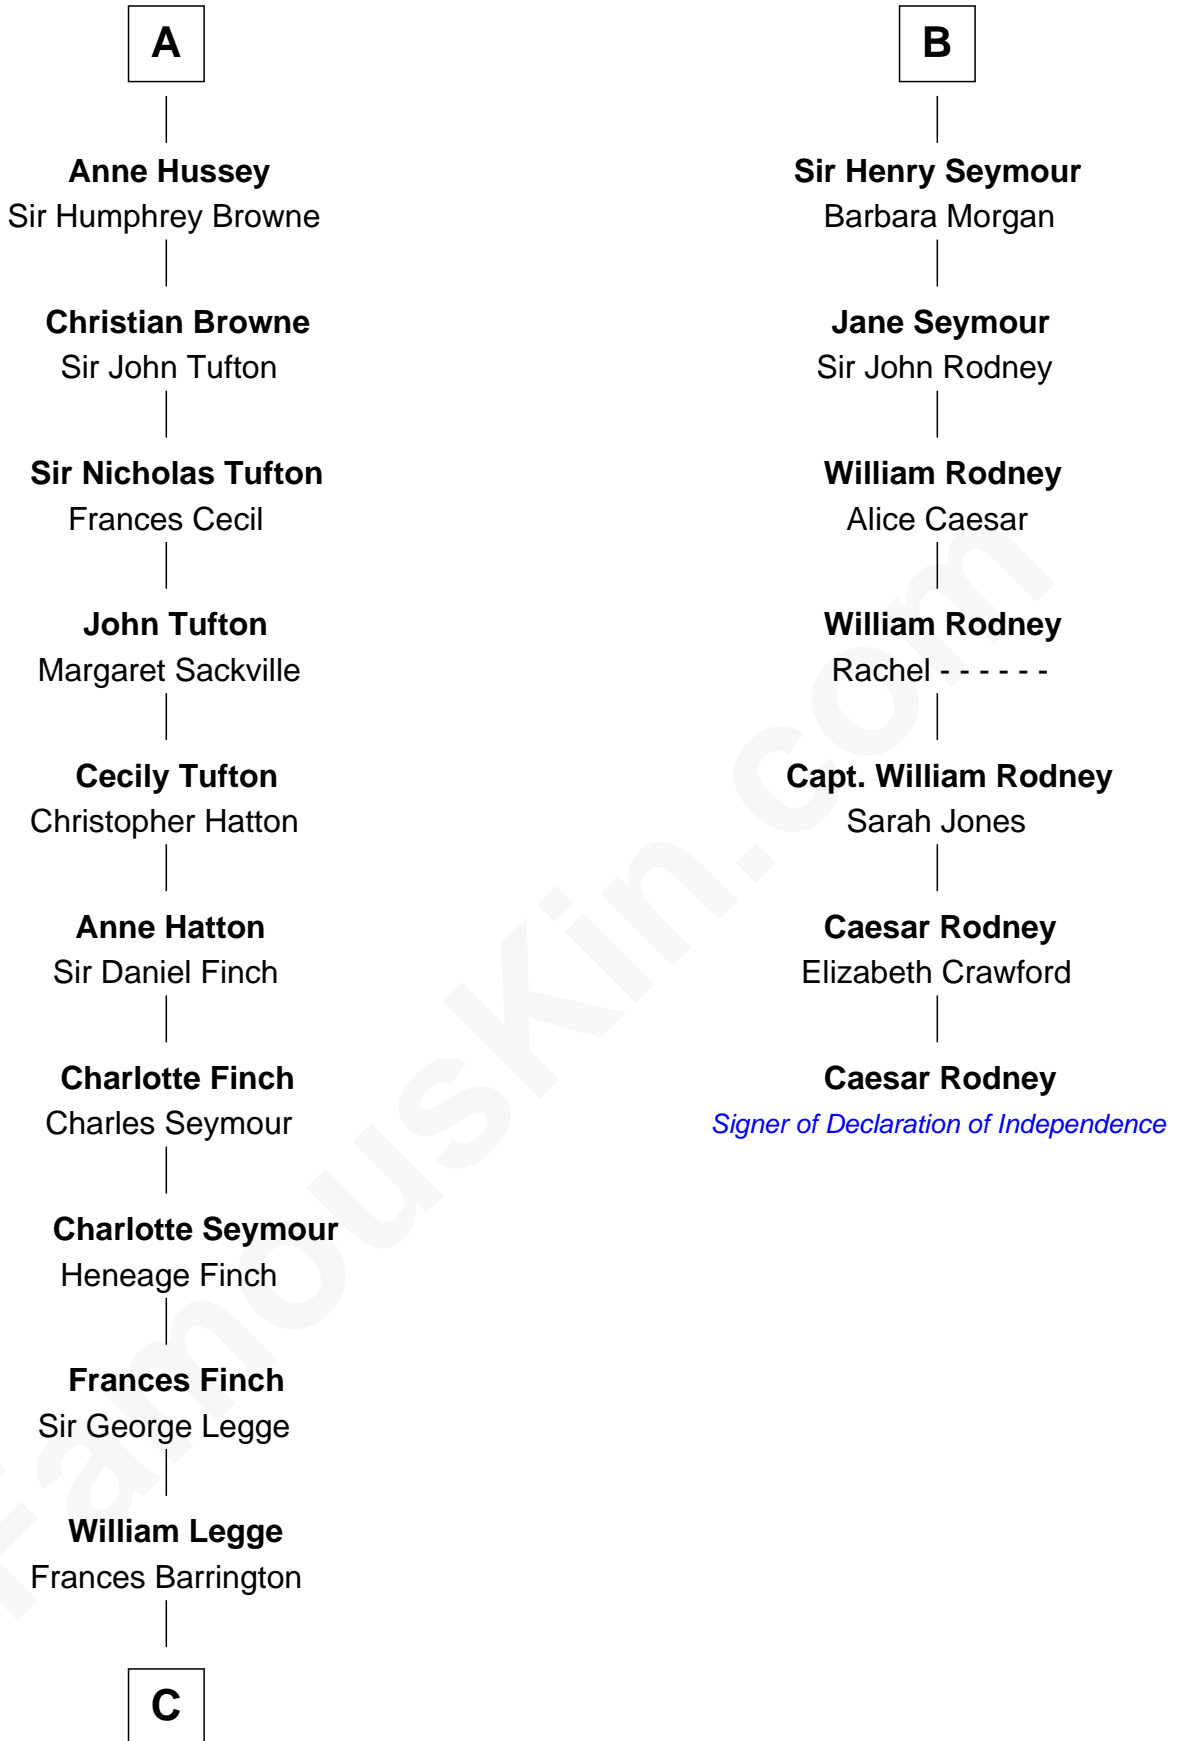 A
Anne Hussey
Sir Humphrey Browne
Christian Browne
Sir John Tufton
Sir Nicholas Tufton
Frances Cecil
John Tufton
Margaret Sackville
Cecily Tufton
Christopher Hatton
Anne Hatton
Sir Daniel Finch
Charlotte Finch
Charles Seymour
Charlotte Seymour
Heneage Finch
Frances Finch
Sir George Legge
William Legge
Frances Barrington
C
B
Sir Henry Seymour
Barbara Morgan
Jane Seymour
Sir John Rodney
William Rodney
Alice Caesar
William Rodney
Rachel - - - - - -
Capt. William Rodney
Sarah Jones
Caesar Rodney
Elizabeth Crawford
Caesar Rodney
Signer of Declaration of Independence
FamousKin.com